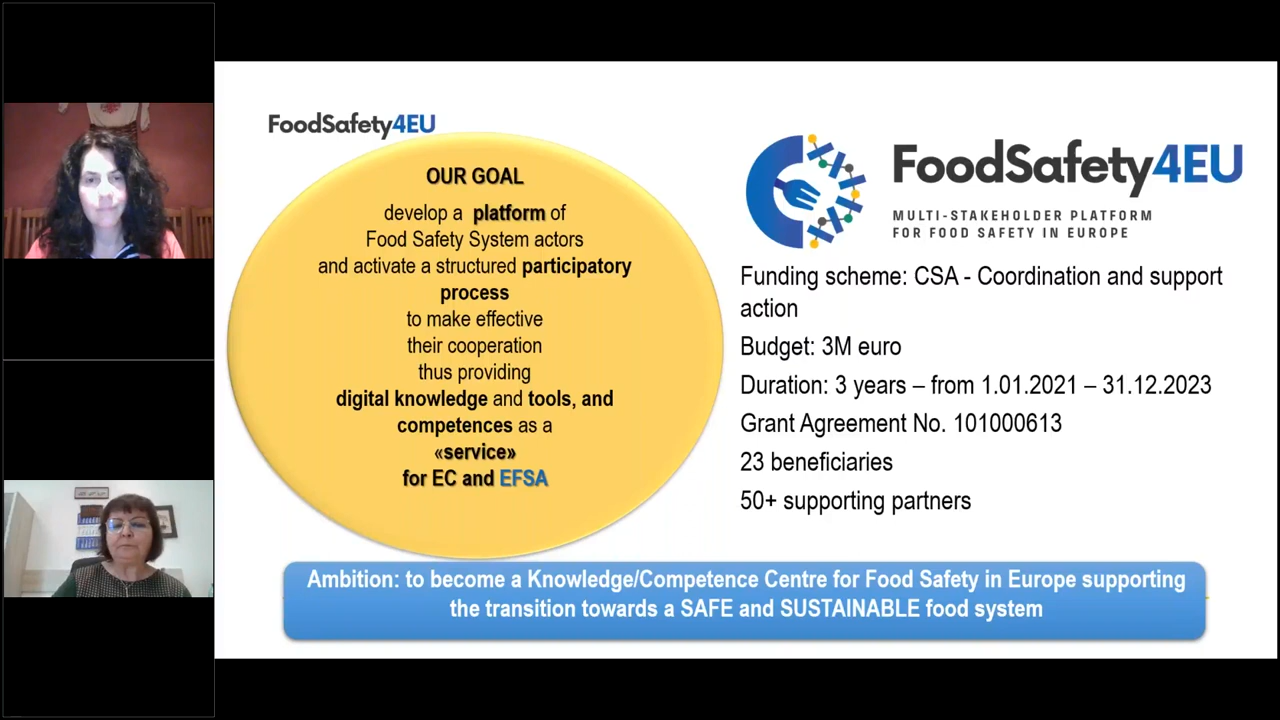 FoodSafety4EU
OUR GOAL
develop a platform of
Food Safety System actors
and activate a structured participatory
process
to make effective
their cooperation
thus providing
digital knowledge and tools, and
competences as a
«service»
for EC and EFSA
FoodSafety4EU
MULTI-STAKEHOLDER PLATFORM
FOR FOOD SAFETY IN EUROPE
Funding scheme: CSA - Coordination and support
action
Budget: 3M euro
Duration: 3 years – from 1.01.2021 – 31.12.2023
Grant Agreement No. 101000613
23 beneficiaries
50+ supporting partners
Ambition: to become a Knowledge/Competence Centre for Food Safety in Europe supporting
the transition towards a SAFE and SUSTAINABLE food system